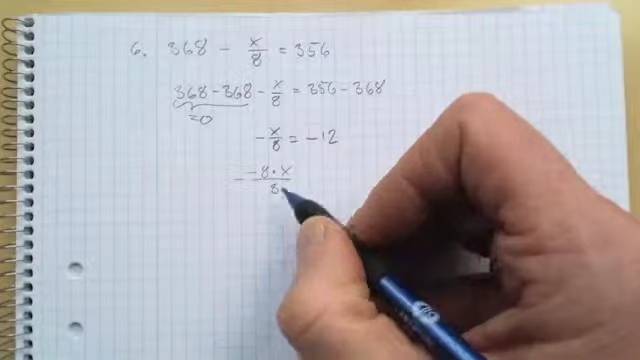 6. 368 - x/8 = 356
368 - 368 - x/8 = 356 - 368
=0
-x/8 = -12
- -8·x/8